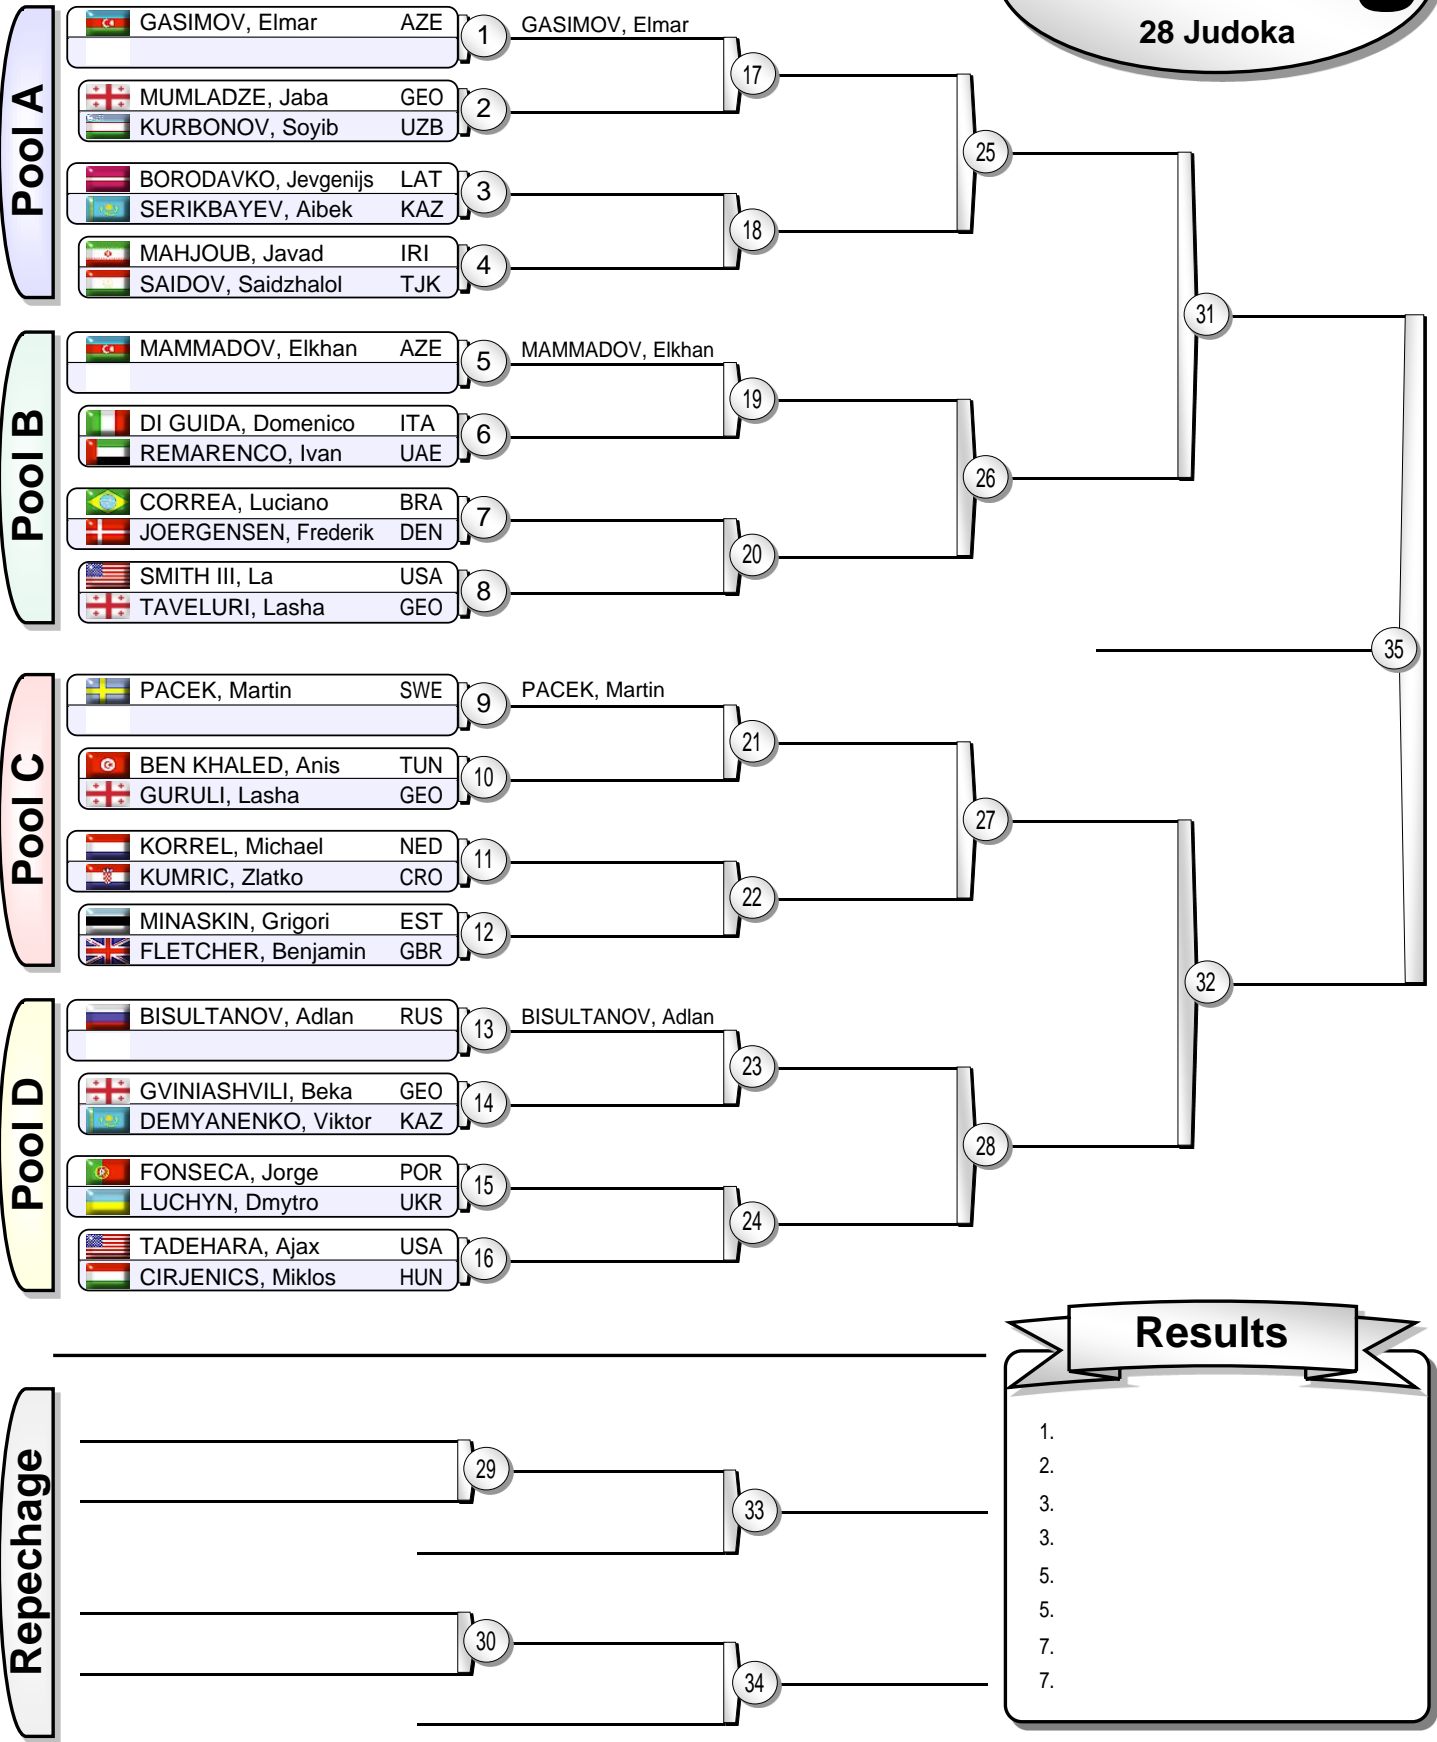 28 Judoka
Pool A
GASIMOV, Elmar AZE
1
GASIMOV, Elmar
MUMLADZE, Jaba GEO
KURBONOV, Soyib UZB
2
17
BORODAVKO, Jevgenijs LAT
SERIKBAYEV, Aibek KAZ
3
MAHJOUB, Javad IRI
SAIDOV, Saidzhalol TJK
4
18
25
Pool B
MAMMADOV, Elkhan AZE
5
MAMMADOV, Elkhan
DI GUIDA, Domenico ITA
REMARENCO, Ivan UAE
6
19
CORREA, Luciano BRA
JOERGENSEN, Frederik DEN
7
SMITH III, La USA
TAVELURI, Lasha GEO
8
20
26
31
35
Pool C
PACEK, Martin SWE
9
PACEK, Martin
BEN KHALED, Anis TUN
GURULI, Lasha GEO
10
21
KORREL, Michael NED
KUMRIC, Zlatko CRO
11
MINASKIN, Grigori EST
FLETCHER, Benjamin GBR
12
22
27
Pool D
BISULTANOV, Adlan RUS
13
BISULTANOV, Adlan
GVINIASHVILI, Beka GEO
DEMYANENKO, Viktor KAZ
14
23
FONSECA, Jorge POR
LUCHYN, Dmytro UKR
15
TADEHARA, Ajax USA
CIRJENICS, Miklos HUN
16
24
28
32
Repechage
29
33
30
34
Results
1.
2.
3.
3.
5.
5.
7.
7.